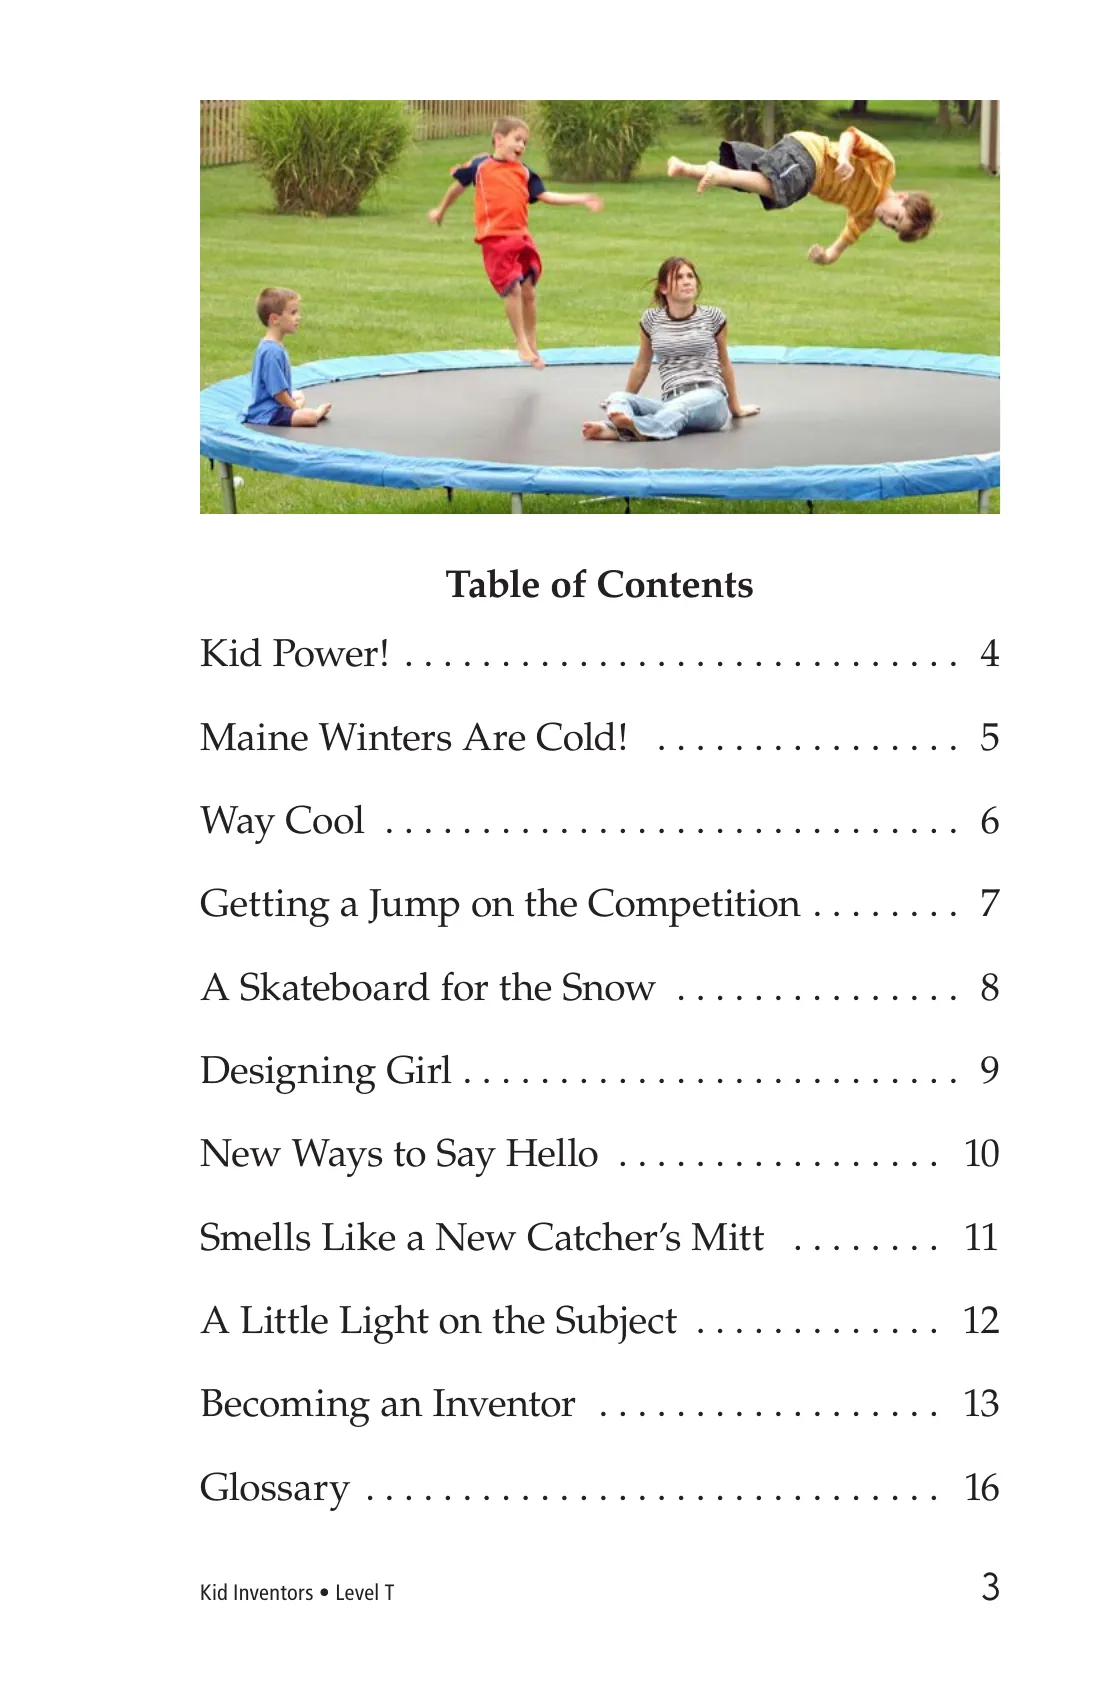 Table of Contents
Kid Power! . . . . . . . . . . . . . . . . . . . . . . . . . . . . . 4
Maine Winters Are Cold! . . . . . . . . . . . . . . . . 5
Way Cool . . . . . . . . . . . . . . . . . . . . . . . . . . . . . . 6
Getting a Jump on the Competition . . . . . . . . 7
A Skateboard for the Snow . . . . . . . . . . . . . . . 8
Designing Girl . . . . . . . . . . . . . . . . . . . . . . . . . . 9
New Ways to Say Hello . . . . . . . . . . . . . . . . . 10
Smells Like a New Catcher’s Mitt . . . . . . . . 11
A Little Light on the Subject . . . . . . . . . . . . . 12
Becoming an Inventor . . . . . . . . . . . . . . . . . . 13
Glossary . . . . . . . . . . . . . . . . . . . . . . . . . . . . . . 16
Kid Inventors • Level T 3